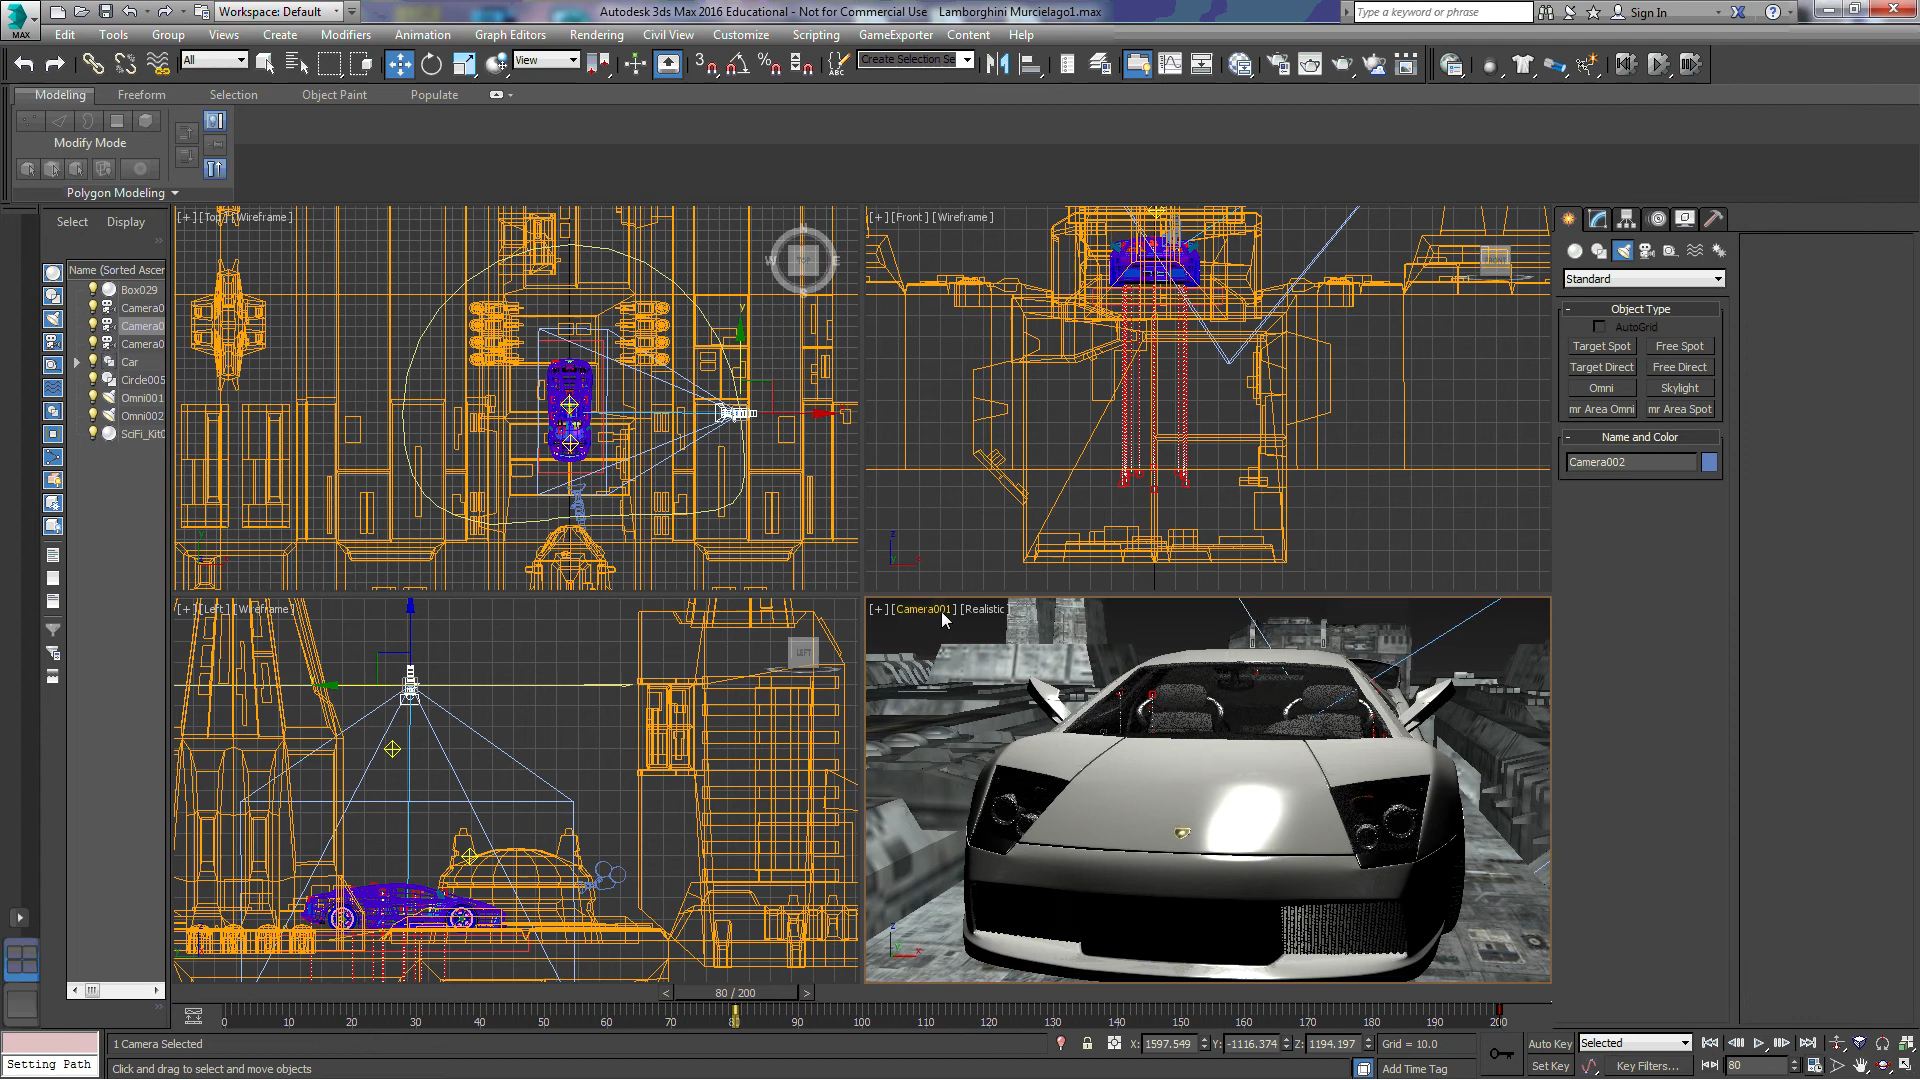 MAX
Workspace: Default
Autodesk 3ds Max 2016 Educational - Not for Commercial Use Lamborghini Murcielago1.max
Type a keyword or phrase
Sign In
Edit Tools Group Views Create Modifiers Animation Graph Editors Rendering Civil View Customize Scripting GameExporter Content Help
All
View
3
ABC
Create Selection Se
Modeling Freeform Selection Object Paint Populate
Modify Mode
Polygon Modeling
Select Display
Name (Sorted Ascer
Box029
Camera0
Camera0
Camera0
Car
Circle005
Omni001
Omni002
SciFi_Kit0
[+] [Top] [Wireframe]
N
W TOP E
y
[+] [Front] [Wireframe]
z
[+] [Left] [Wireframe]
LEFT
[+] [Camera001] [Realistic]
z
x
Standard
Object Type
AutoGrid
Target Spot Free Spot
Target Direct Free Direct
Omni Skylight
mr Area Omni mr Area Spot
Name and Color
Camera002
< 80 / 200 >
0 10 20 30 40 50 60 70 80 90 100 110 120 130 140 150 160 170 180 190 200
1 Camera Selected
X: 1597.549 Y: -1116.374 Z: 1194.197 Grid = 10.0
Auto Key Selected
Setting Path
Click and drag to select and move objects
Add Time Tag
Set Key Key Filters... 80